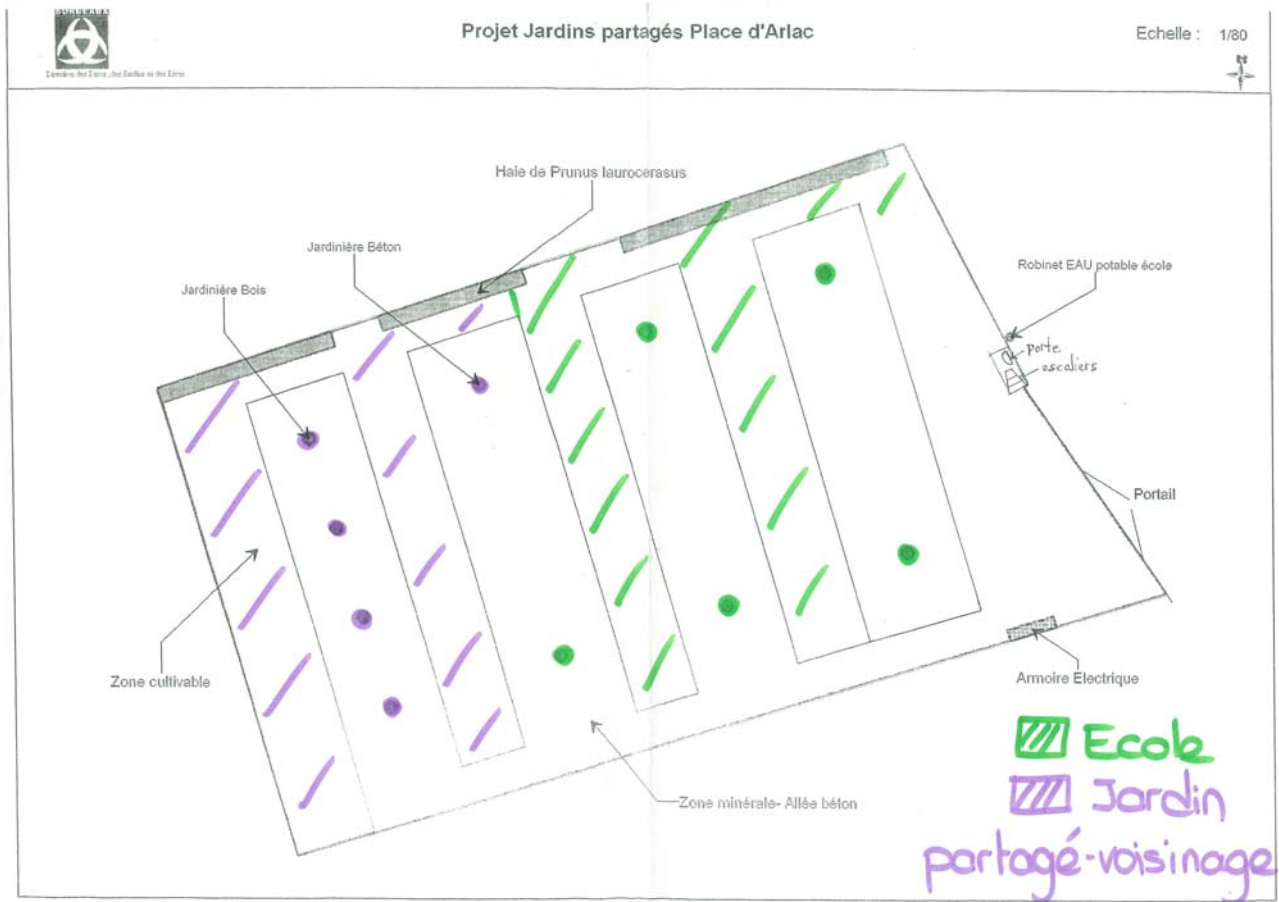 BORDEAUX
Projet Jardins partagés Place d'Arlac
Echelle : 1/80
N
Haie de Prunus laurocerasus
Jardinière Béton
Jardinière Bois
Robinet EAU potable école
porte.
escaliers
Portail
Zone cultivable
Armoire Electrique
Zone minérale- Allée béton
Ecole
Jardin
partagé-voisinage